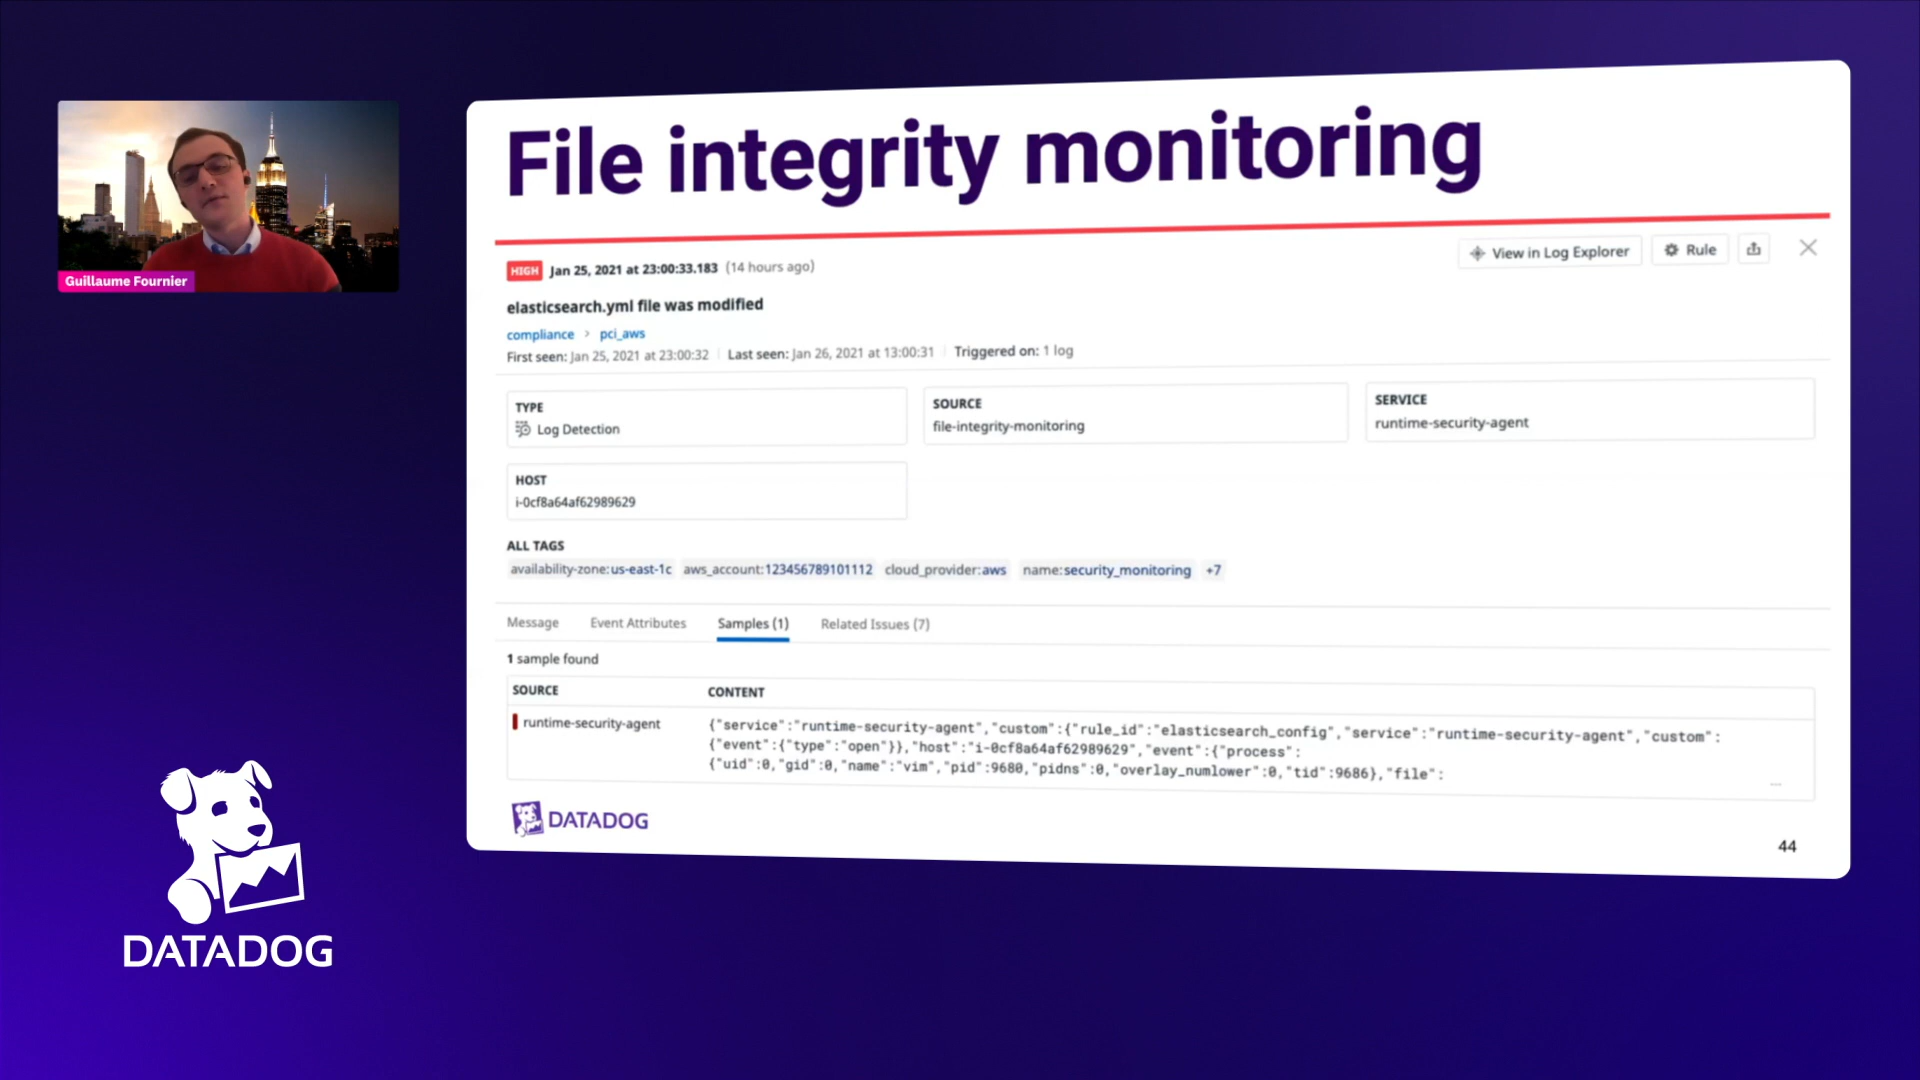 Guillaume Fournier
DATADOG
File integrity monitoring
HIGH Jan 25, 2021 at 23:00:33.183 (14 hours ago)
View in Log Explorer
Rule
elasticsearch.yml file was modified
compliance > pci_aws
First seen: Jan 25, 2021 at 23:00:32 | Last seen: Jan 26, 2021 at 13:00:31 | Triggered on: 1 log
TYPE
Log Detection
SOURCE
file-integrity-monitoring
SERVICE
runtime-security-agent
HOST
i-0cf8a64af62989629
ALL TAGS
availability-zone:us-east-1c aws_account:123456789101112 cloud_provider:aws name:security_monitoring +7
Message Event Attributes Samples (1) Related Issues (7)
1 sample found
SOURCE CONTENT
runtime-security-agent
{"service":"runtime-security-agent","custom":{"rule_id":"elasticsearch_config","service":"runtime-security-agent","custom":
{"event":{"type":"open"}},"host":"i-0cf8a64af62989629","event":{"process":
{"uid":0,"gid":0,"name":"vim","pid":9680,"pidns":0,"overlay_numlower":0,"tid":9686},"file":
...
DATADOG
44